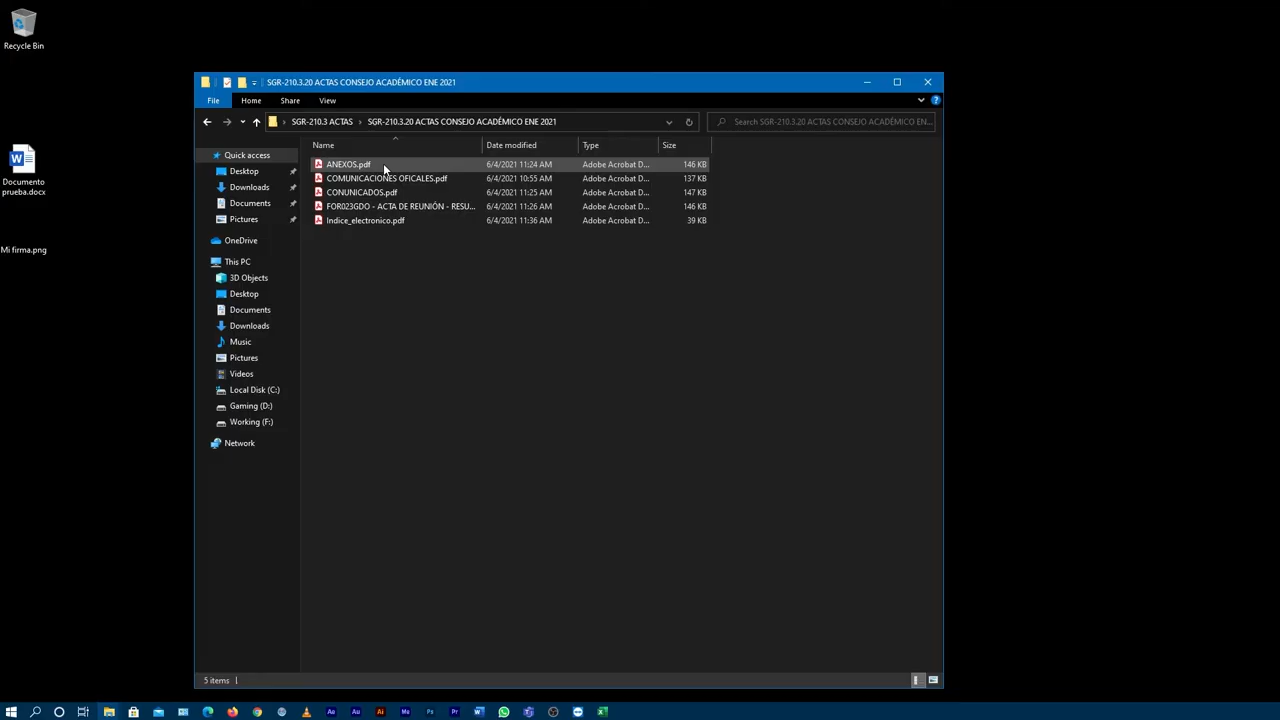 Recycle Bin
SGR-210.3.20 ACTAS CONSEJO ACADÉMICO ENE 2021
File Home Share View
SGR-210.3 ACTAS > SGR-210.3.20 ACTAS CONSEJO ACADÉMICO ENE 2021
Search SGR-210.3.20 ACTAS CONSEJO ACADÉMICO EN...
Name Date modified Type Size
Quick access
ANEXOS.pdf 6/4/2021 11:24 AM Adobe Acrobat D... 146 KB
Desktop
COMUNICACIONES OFICALES.pdf 6/4/2021 10:55 AM Adobe Acrobat D... 137 KB
Documento
prueba.docx
Downloads
CONUNICADOS.pdf 6/4/2021 11:25 AM Adobe Acrobat D... 147 KB
Documents
FOR023GDO - ACTA DE REUNIÓN - RESU... 6/4/2021 11:26 AM Adobe Acrobat D... 146 KB
Pictures
Indice_electronico.pdf 6/4/2021 11:36 AM Adobe Acrobat D... 39 KB
OneDrive
Mi firma.png
This PC
3D Objects
Desktop
Documents
Downloads
Music
Pictures
Videos
Local Disk (C:)
Gaming (D:)
Working (F:)
Network
5 items
Ae Au Ai Me Ps Pr